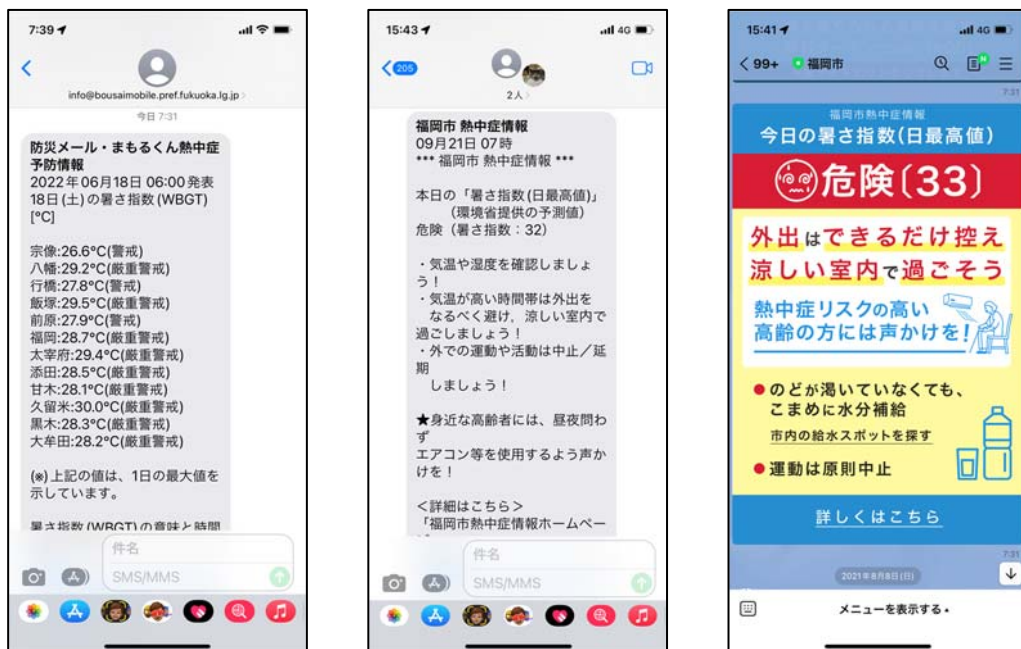 7:39
4G
info@bousaimobile.pref.fukuoka.lg.jp
今日 7:31
防災メール・まもるくん熱中症
予防情報
2022年06月18日 06:00発表
18日(土)の暑さ指数(WBGT)
[°C]
宗像:26.6°C(警戒)
八幡:29.2°C(厳重警戒)
行橋:27.8°C(警戒)
飯塚:29.5°C(厳重警戒)
前原:27.9°C(警戒)
福岡:28.7°C(厳重警戒)
太宰府:29.4°C(厳重警戒)
添田:28.5°C(厳重警戒)
甘木:28.1°C(厳重警戒)
久留米:30.0°C(厳重警戒)
黒木:28.3°C(厳重警戒)
大牟田:28.2°C(厳重警戒)
(※)上記の値は、1日の最大値を
示しています。
暑さ指数(WBGT)の意味と時間
件名
SMS/MMS
15:43
4G
205
2人
福岡市 熱中症情報
09月21日 07時
*** 福岡市 熱中症情報 ***
本日の「暑さ指数(日最高値)」
(環境省提供の予測値)
危険(暑さ指数:32)
・気温や湿度を確認しましょ
う!
・気温が高い時間帯は外出を
なるべく避け,涼しい室内で
過ごしましょう!
・外での運動や活動は中止/延
期
しましょう!
★身近な高齢者には、昼夜問わ
ず
エアコン等を使用するよう声か
けを!
<詳細はこちら>
「福岡市熱中症情報ホームペー
件名
SMS/MMS
15:41
4G
99+
福岡市
7:31
福岡市熱中症情報
今日の暑さ指数(日最高値)
危険〔33〕
外出はできるだけ控え
涼しい室内で過ごそう
熱中症リスクの高い
高齢の方には声かけを!
●のどが渇いていなくても、
こまめに水分補給
市内の給水スポットを探す
●運動は原則中止
詳しくはこちら
7:31
2021年8月8日(日)
メニューを表示する